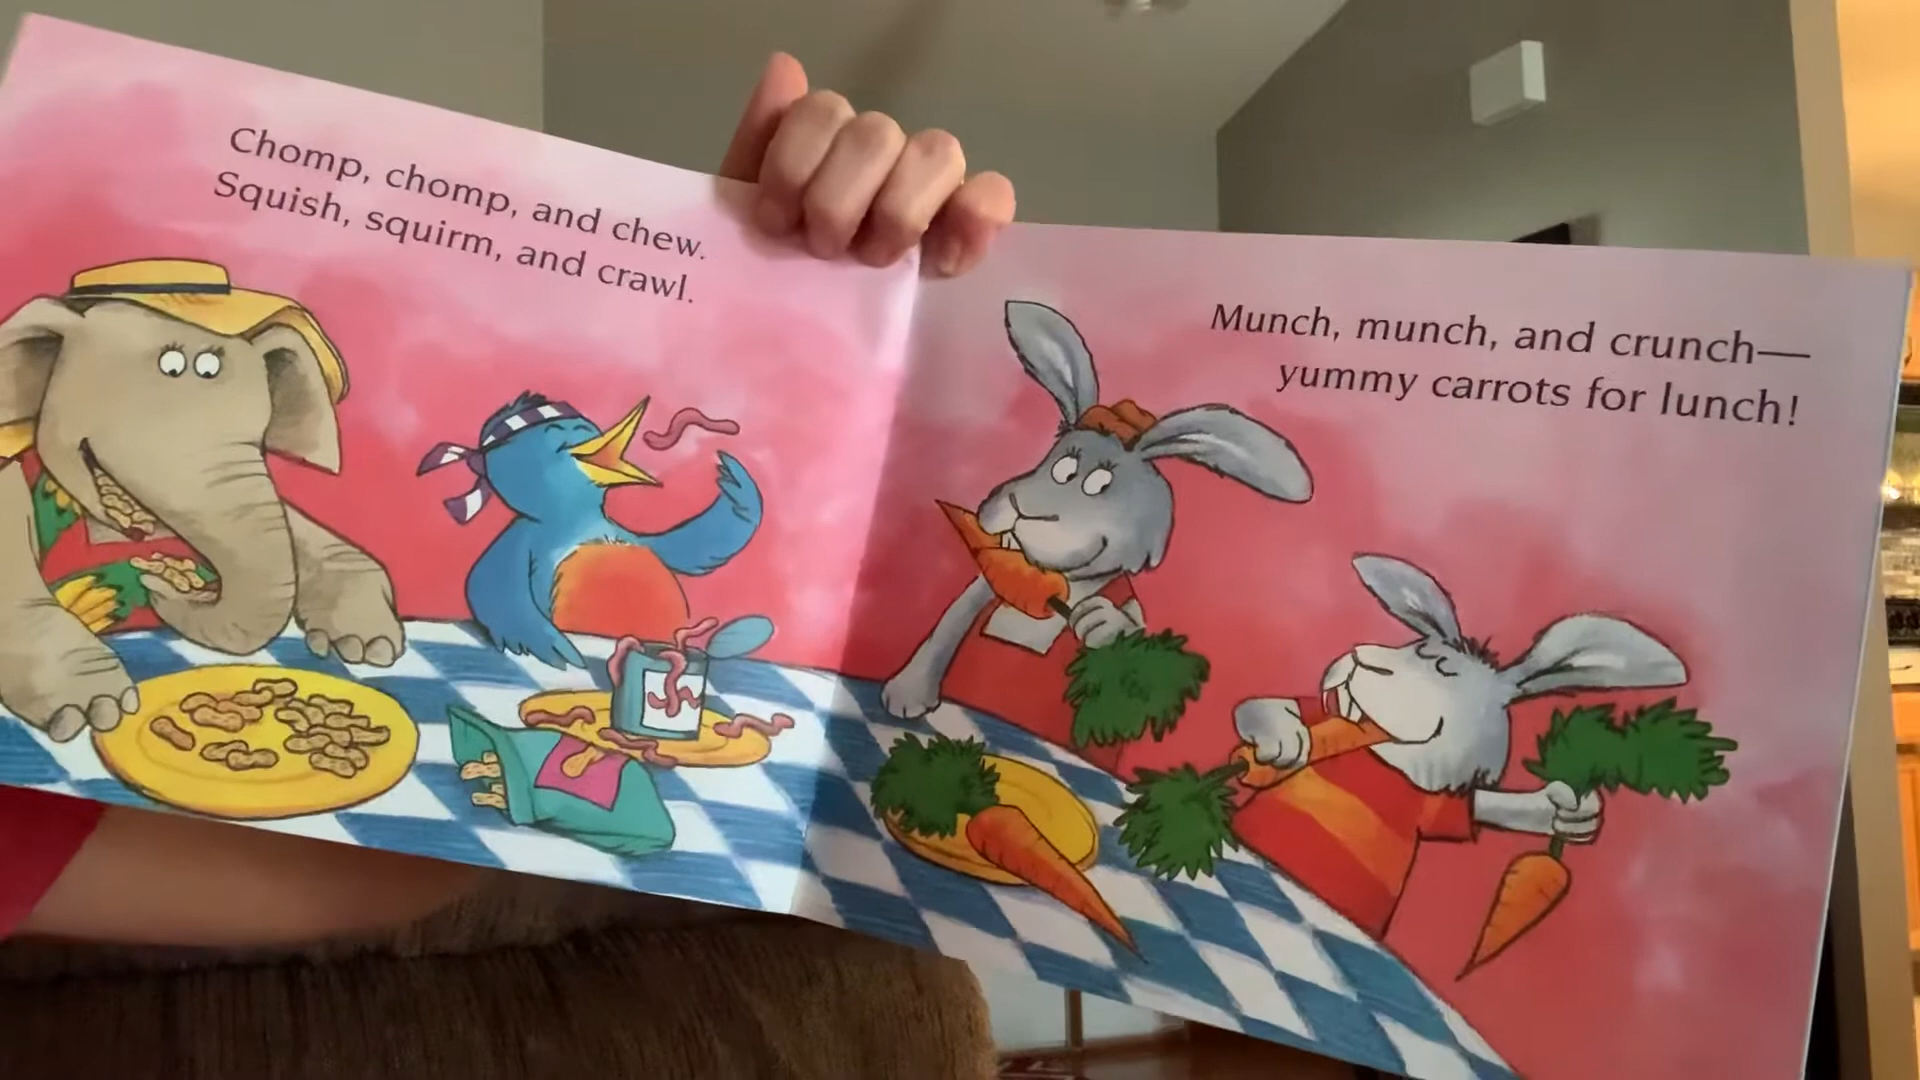 Chomp, chomp, and chew.
Squish, squirm, and crawl.
Munch, munch, and crunch—
yummy carrots for lunch!